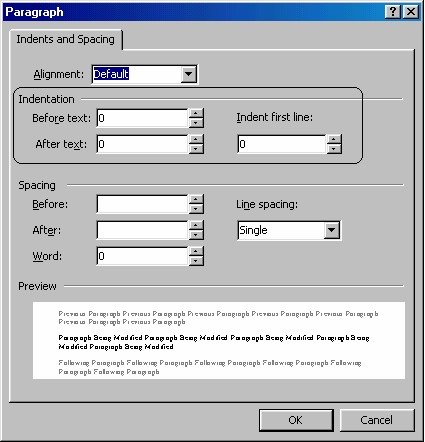 Paragraph
Indents and Spacing
Alignment: Default
Indentation
Before text: 0 Indent first line:
After text: 0 0
Spacing
Before: Line spacing:
After: Single
Word: 0
Preview
Previous Paragraph Previous Paragraph Previous Paragraph Previous Paragraph Previous Paragraph
Previous Paragraph Previous Paragraph
Paragraph Being Modified Paragraph Being Modified Paragraph Being Modified Paragraph Being
Modified Paragraph Being Modified
Following Paragraph Following Paragraph Following Paragraph Following Paragraph Following
Paragraph Following Paragraph
OK Cancel